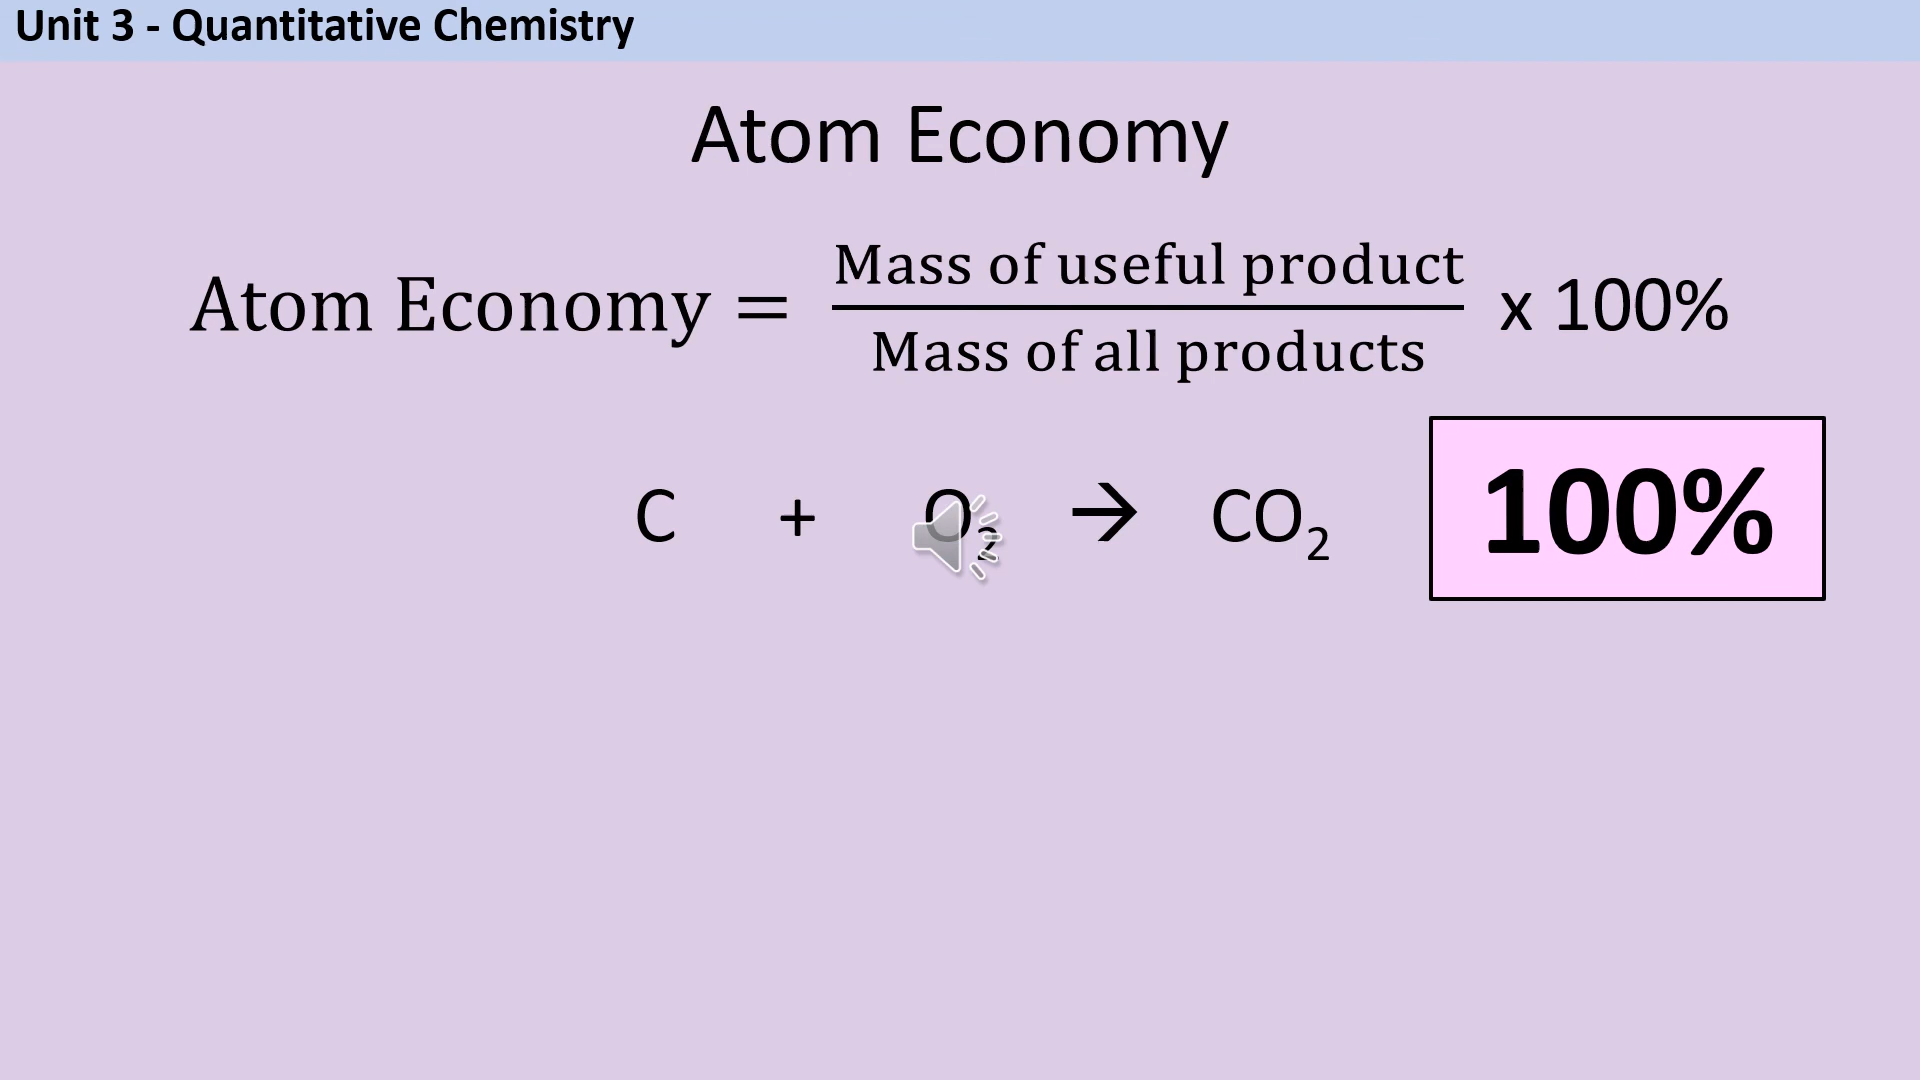 Unit 3 - Quantitative Chemistry
Atom Economy
Atom Economy = Mass of useful product / Mass of all products x 100%
C + O₂ → CO₂ 100%